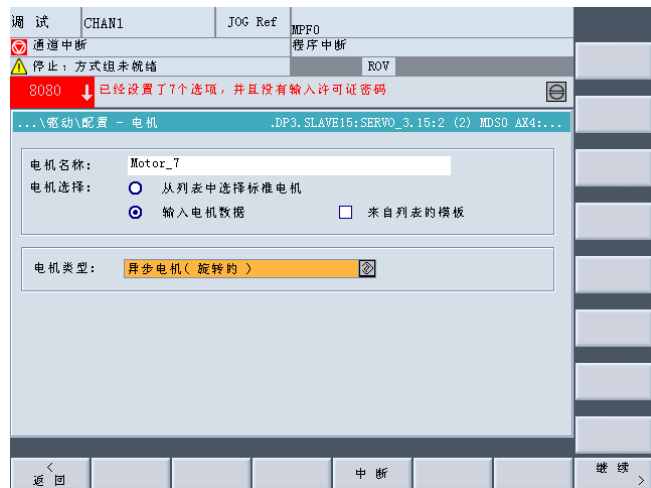 调 试 CHAN1 JOG Ref MPF0
通道中断 程序中断
停止: 方式组未就绪 ROV
8080 已经设置了7个选项,并且没有输入许可证密码
...\驱动\配置 - 电机 .DP3.SLAVE15:SERVO_3.15:2 (2) MDS0 AX4:...
电机名称: Motor_7
电机选择: 从列表中选择标准电机
输入电机数据 来自列表的模板
电机类型: 异步电机( 旋转的 )
<
返 回 中 断 继 续
>